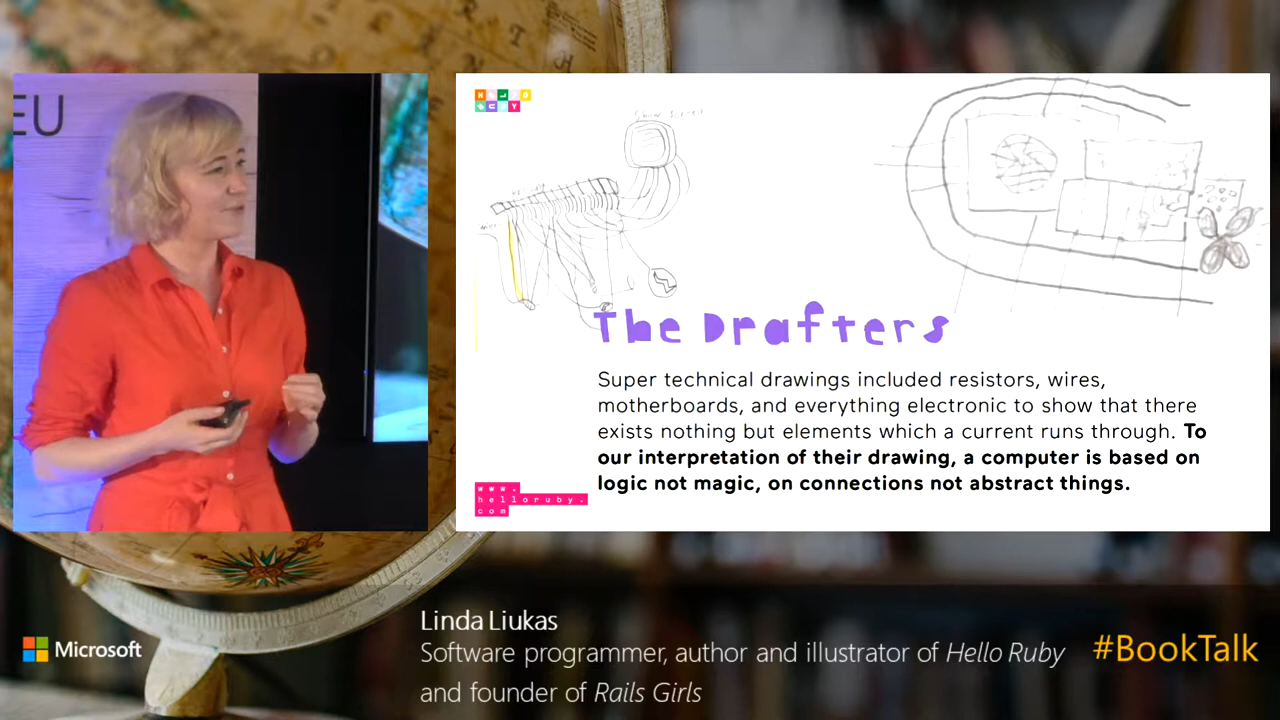 EU
HELLO
RUBY
The Drafters
Super technical drawings included resistors, wires,
motherboards, and everything electronic to show that there
exists nothing but elements which a current runs through. To
our interpretation of their drawing, a computer is based on
logic not magic, on connections not abstract things.
www.
helloruby.
com
Microsoft
Linda Liukas
Software programmer, author and illustrator of Hello Ruby
and founder of Rails Girls
#BookTalk